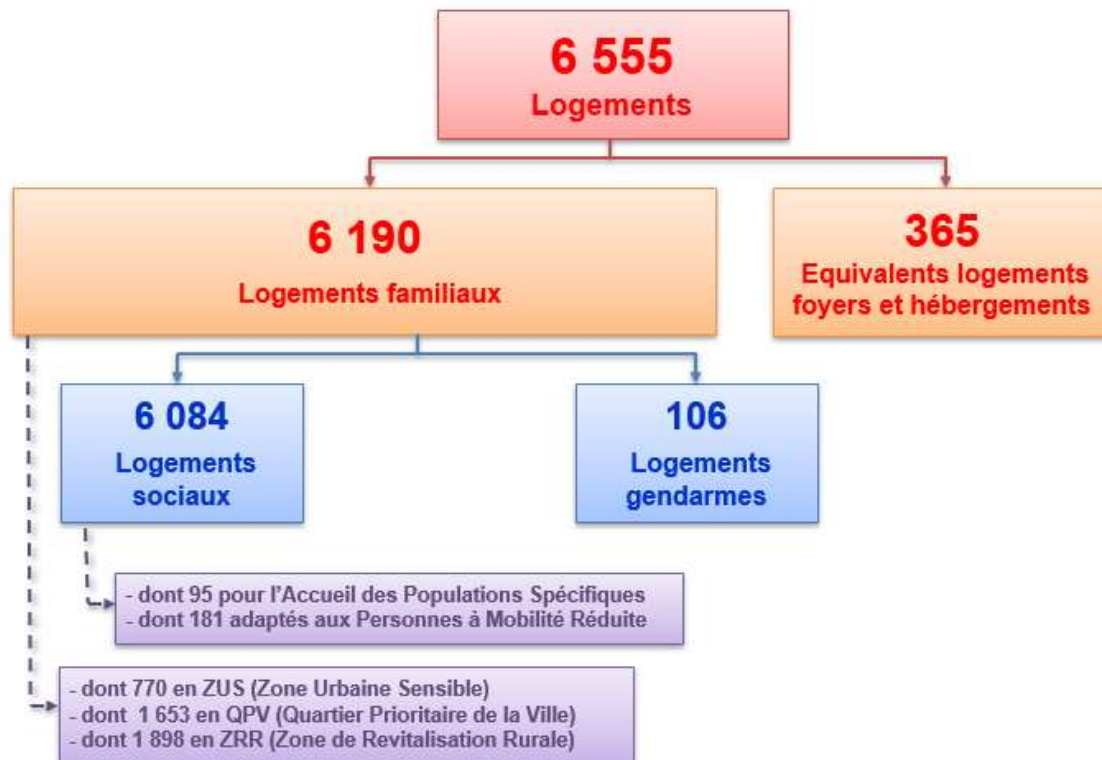 6 555
Logements
6 190
Logements familiaux
365
Equivalents logements
foyers et hébergements
6 084
Logements
sociaux
106
Logements
gendarmes
- dont 95 pour l'Accueil des Populations Spécifiques
- dont 181 adaptés aux Personnes à Mobilité Réduite
- dont 770 en ZUS (Zone Urbaine Sensible)
- dont 1 653 en QPV (Quartier Prioritaire de la Ville)
- dont 1 898 en ZRR (Zone de Revitalisation Rurale)